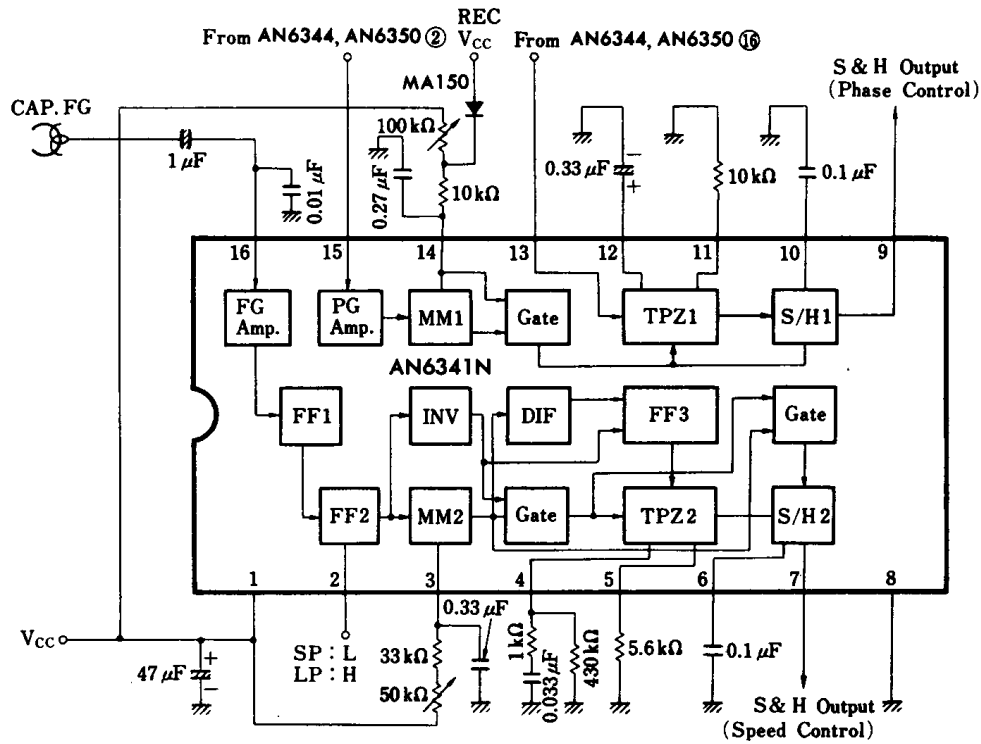 REC
From AN6344, AN6350 ② VCC From AN6344, AN6350 ⑯
MA150
S & H Output
(Phase Control)
CAP. FG
1 µF
0.01 µF
0.27 µF
100 kΩ
10 kΩ
0.33 µF
−
+
10 kΩ
0.1 µF
16 15 14 13 12 11 10 9
FG
Amp.
PG
Amp.
MM1
Gate
TPZ1
S/H1
AN6341N
FF1
INV
DIF
FF3
Gate
FF2
MM2
Gate
TPZ2
S/H2
1 2 3 4 5 6 7 8
VCC
47 µF
+
−
SP : L
LP : H
0.33 µF
33 kΩ
50 kΩ
1 kΩ
0.033 µF
430 kΩ
5.6 kΩ
0.1 µF
S & H Output
(Speed Control)